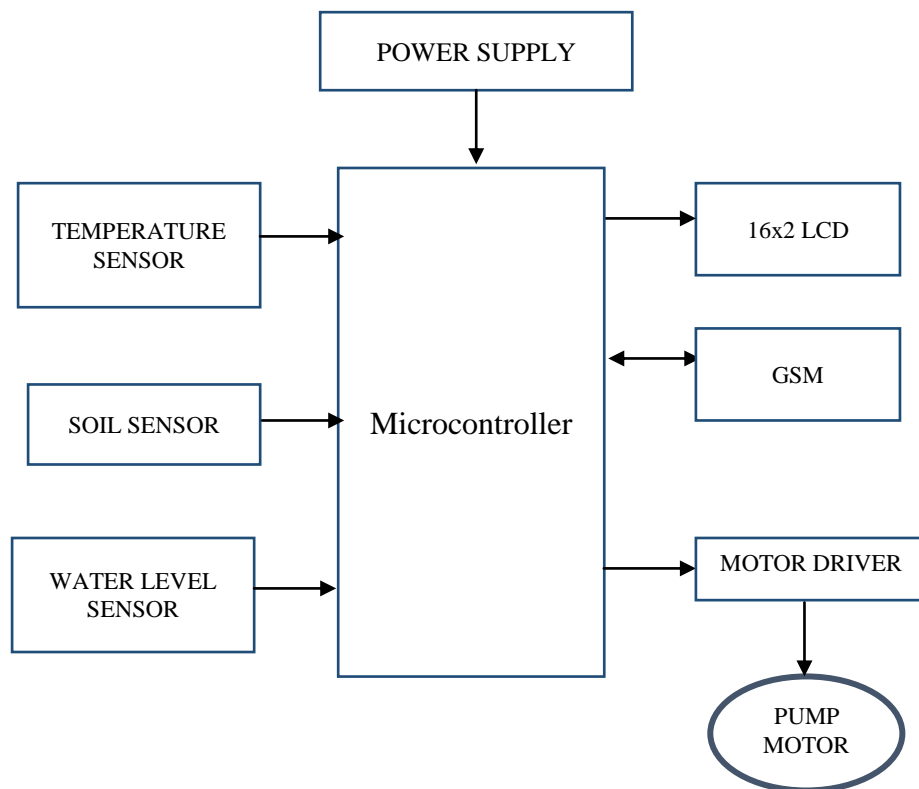 POWER SUPPLY
TEMPERATURE
SENSOR
16x2 LCD
GSM
SOIL SENSOR
Microcontroller
WATER LEVEL
SENSOR
MOTOR DRIVER
PUMP
MOTOR